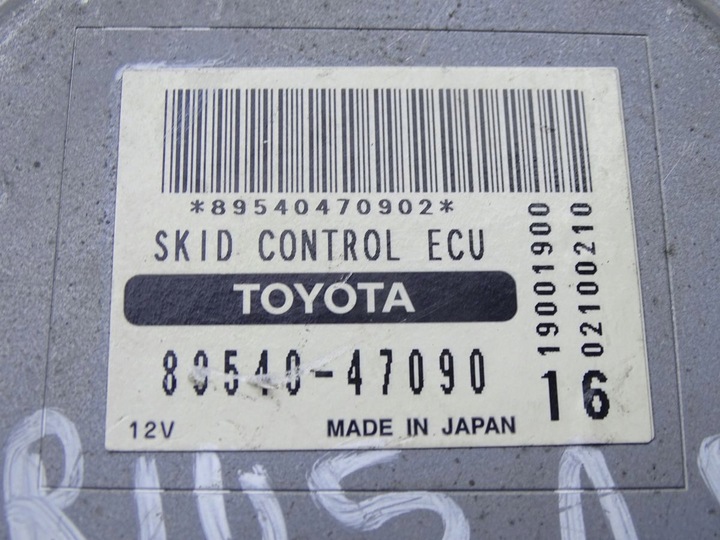 *89540470902*
SKID CONTROL ECU
TOYOTA
89540-47090
12V
MADE IN JAPAN
16
19001900
02100210